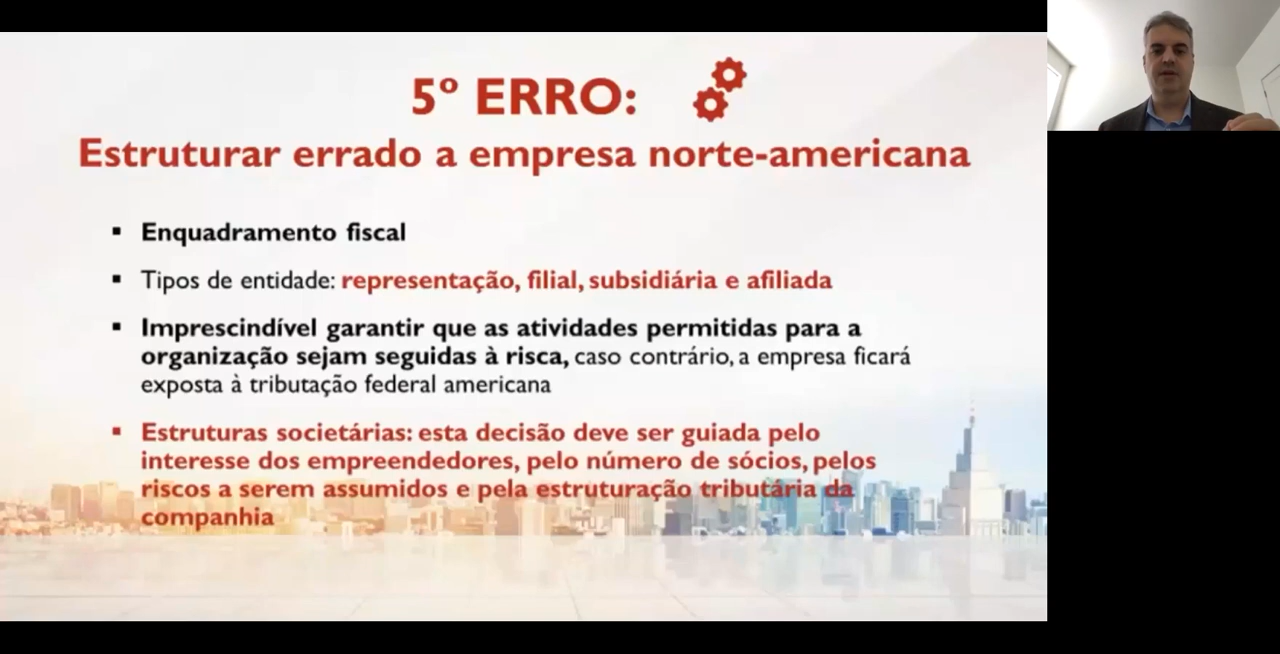 5º ERRO:
Estruturar errado a empresa norte-americana
▪ Enquadramento fiscal
▪ Tipos de entidade: representação, filial, subsidiária e afiliada
▪ Imprescindível garantir que as atividades permitidas para a
organização sejam seguidas à risca, caso contrário, a empresa ficará
exposta à tributação federal americana
▪ Estruturas societárias: esta decisão deve ser guiada pelo
interesse dos empreendedores, pelo número de sócios, pelos
riscos a serem assumidos e pela estruturação tributária da
companhia